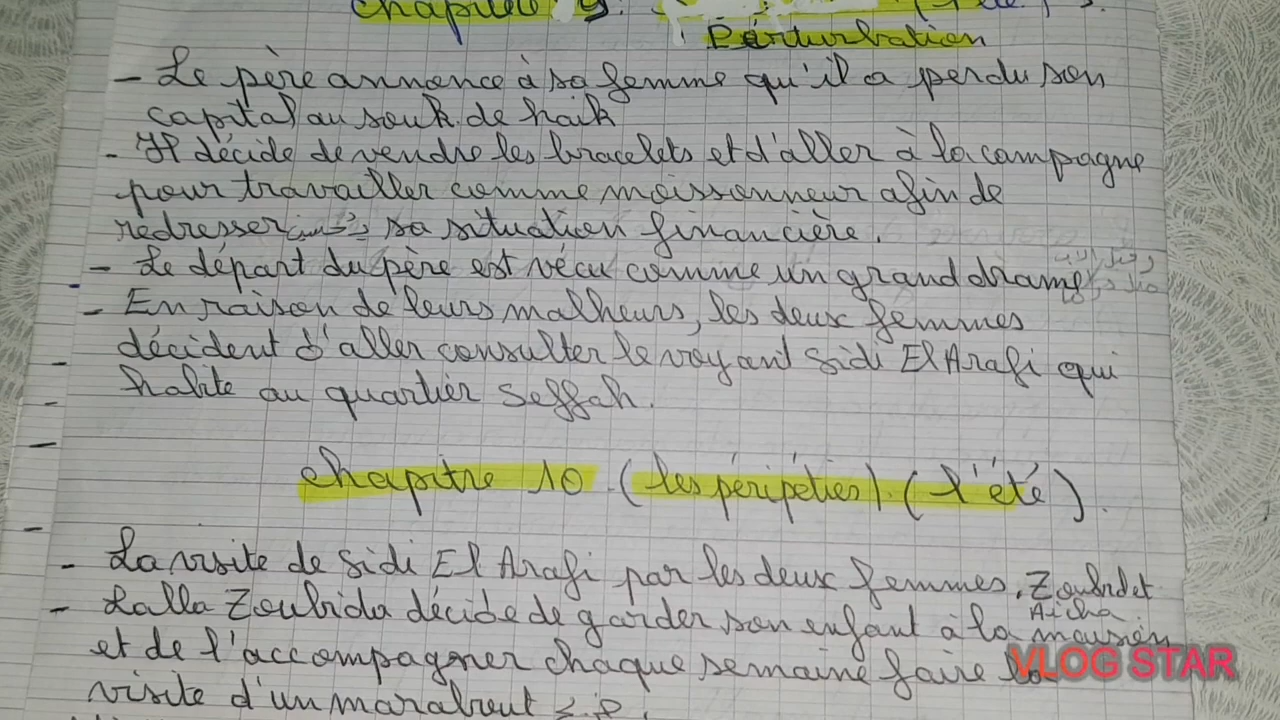 Chapitre 9.
Perturbation
- Le père annonce à sa femme qu'il a perdu son
capital au souk de haik
- Il décide de vendre les bracelets et d'aller à la campagne
pour travailler comme moissonneur afin de
redresser sa situation financière.
- Le départ du père est vécu comme un grand drame
- En raison de leurs malheurs, les deux femmes
décident d'aller consulter le voyant Sidi El Arafi qui
habite au quartier Seffah.
Chapitre 10. (les péripéties). (l'été).
- La visite de Sidi El Arafi par les deux femmes, Zoubida et
Aicha
- Lalla Zoubida décide de garder son enfant à la maison
et de l'accompagner chaque semaine faire la
visite d'un marabout
VLOG STAR